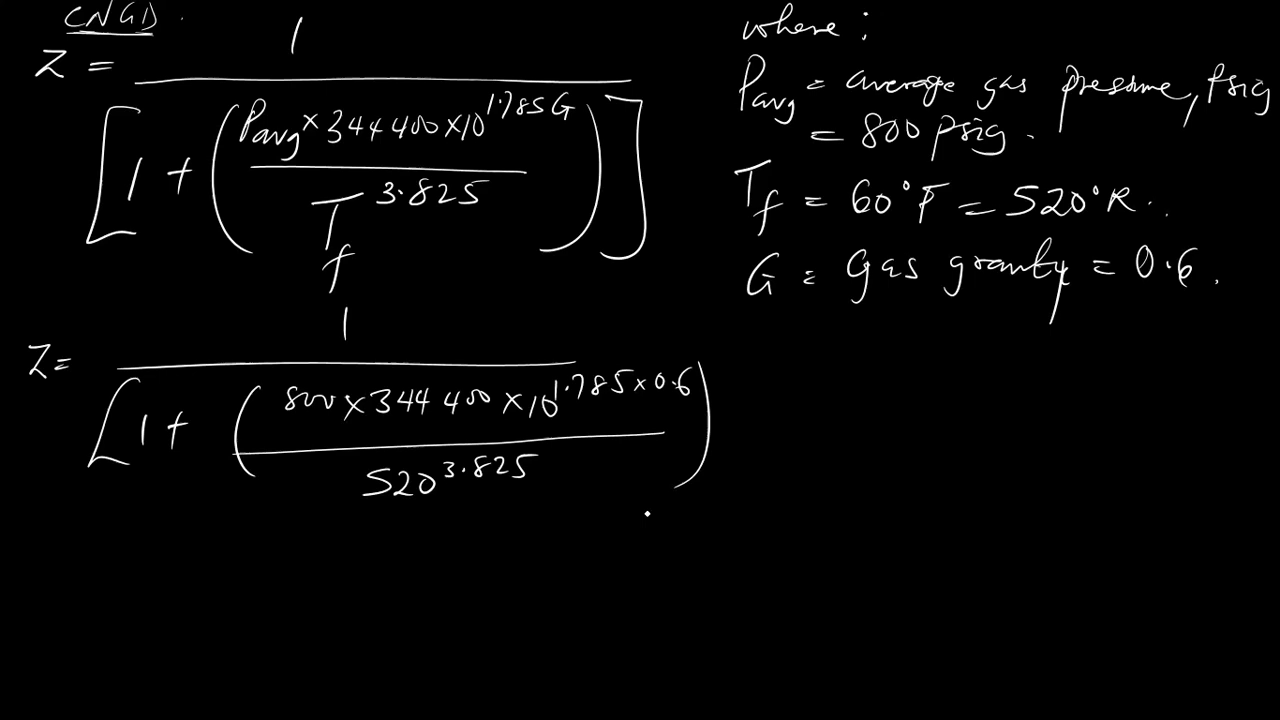 CNGA
Z = 1 / [1 + (Pavg × 344400 × 10^1.785G / Tf^3.825)]
Z = 1 / [1 + (800 × 344400 × 10^1.785×0.6 / 520^3.825)
where :
Pavg = average gas pressure, Psig
= 800 psig.
Tf = 60°F = 520°R.
G = gas gravity = 0.6.